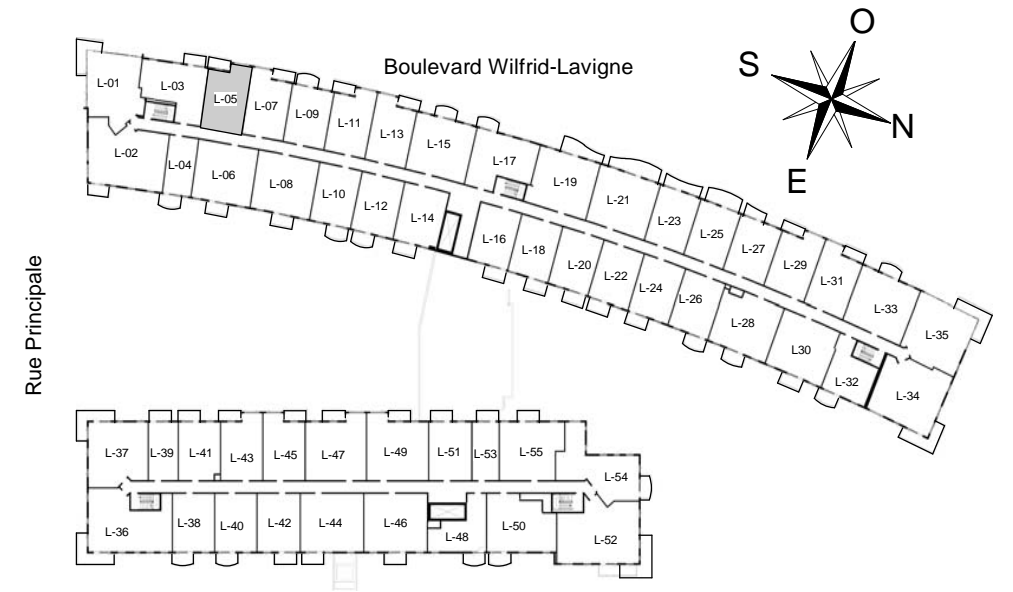 Boulevard Wilfrid-Lavigne
O
S
N
E
Rue Principale
L-01
L-03
L-05
L-07
L-09
L-11
L-13
L-15
L-17
L-19
L-21
L-23
L-25
L-27
L-29
L-31
L-33
L-35
L-02
L-04
L-06
L-08
L-10
L-12
L-14
L-16
L-18
L-20
L-22
L-24
L-26
L-28
L30
L-32
L-34
L-37
L-39
L-41
L-43
L-45
L-47
L-49
L-51
L-53
L-55
L-54
L-36
L-38
L-40
L-42
L-44
L-46
L-48
L-50
L-52